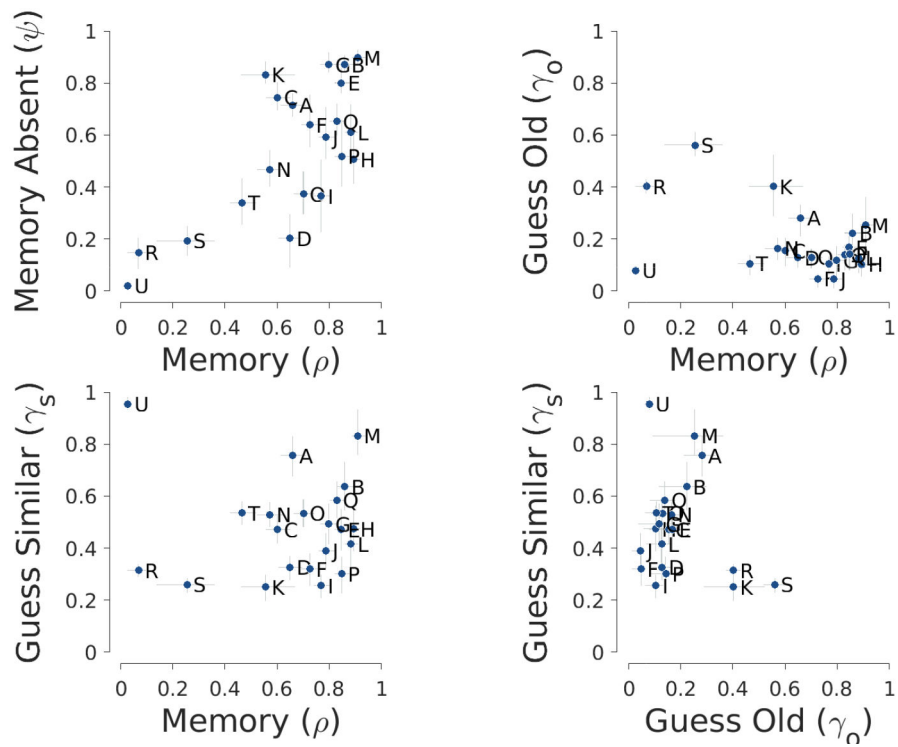 Memory Absent (ψ)
1
0.8
0.6
0.4
0.2
0
M
G B
K
E
C
A
F
Q
J
L
P H
N
O
I
T
D
S
R
U
0 0.2 0.4 0.6 0.8 1
Memory (ρ)
Guess Old (γo)
1
0.8
0.6
0.4
0.2
0
S
R
K
A
M
B
N C E
T
D O
I
H
U
F J
0 0.2 0.4 0.6 0.8 1
Memory (ρ)
Guess Similar (γs)
1
0.8
0.6
0.4
0.2
0
U
M
A
B
Q
T N O
C
G E H
L
J
R
D F
P
S
K
I
0 0.2 0.4 0.6 0.8 1
Memory (ρ)
Guess Similar (γs)
1
0.8
0.6
0.4
0.2
0
U
M
A
B
Q
T N
E
J L
F D
P
R
I
K
S
0 0.2 0.4 0.6 0.8 1
Guess Old (γo)